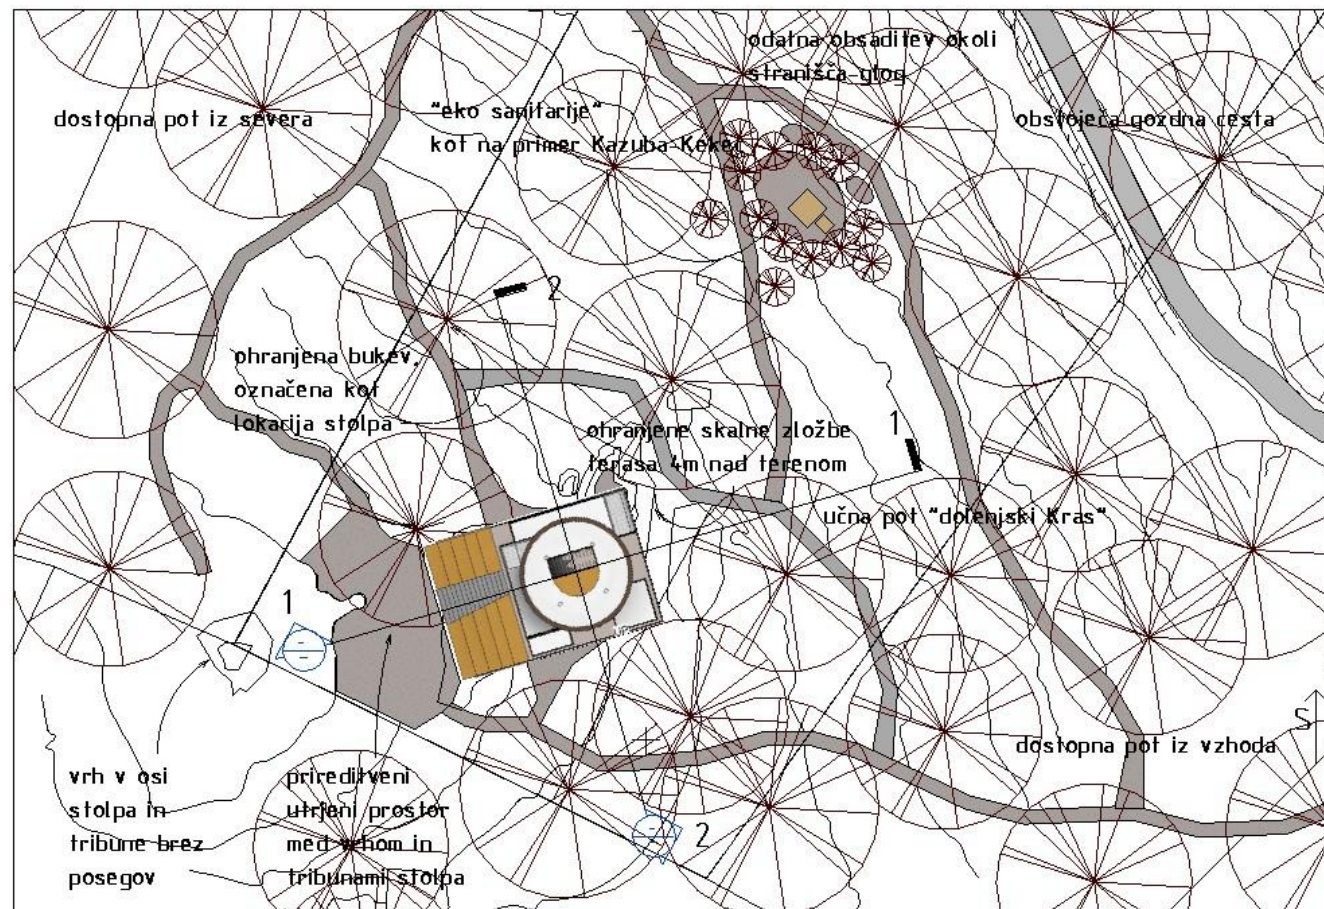 odatna obsaditev okoli
stranišča-glog
dostopna pot iz severa
"eko sanitarije"
kot na primer Kazuba-Kekec
obstoječa gozdna cesta
2
ohranjena bukev,
označena kot
lokacija stolpa
ohranjene skalne zložbe
terasa 4m nad terenom
1
učna pot "dolenjski Kras"
1
S
dostopna pot iz vzhoda
vrh v osi
stolpa in
tribune brez
posegov
prireditveni
utrjeni prostor
med vrhom in
tribunami stolpa
2